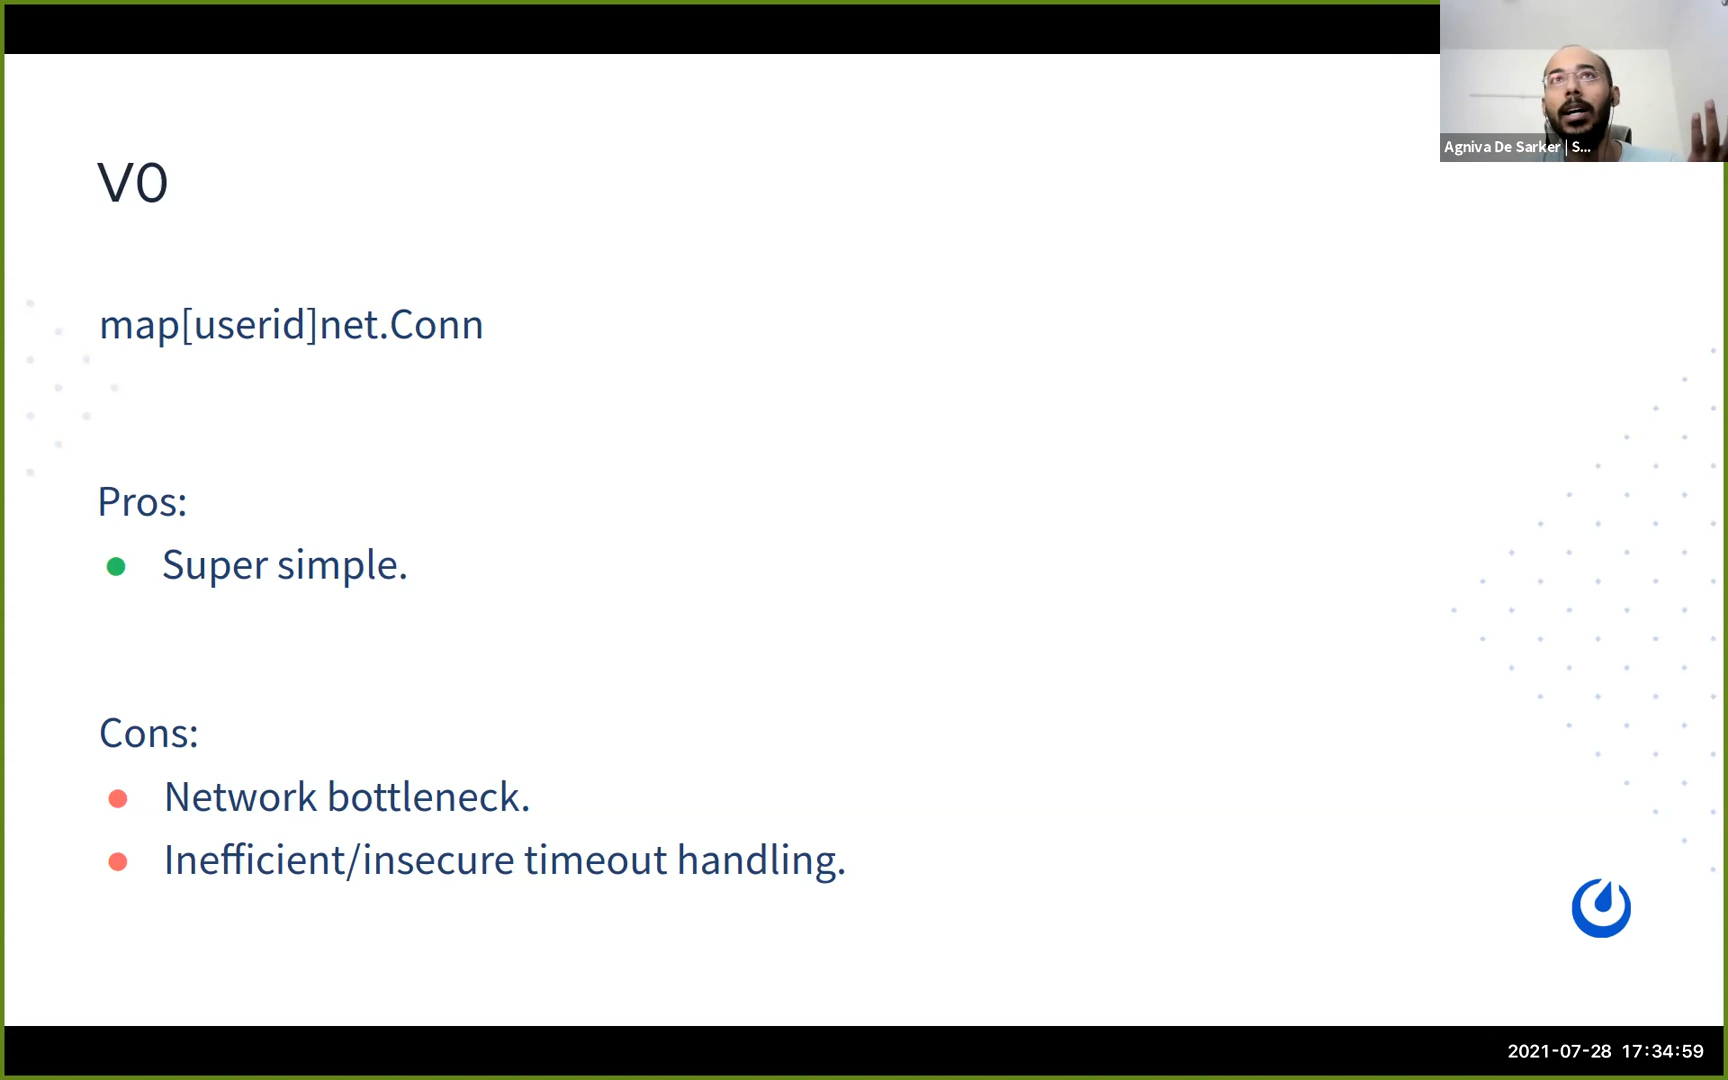 Agniva De Sarker | S...
V0
map[userid]net.Conn
Pros:
Super simple.
Cons:
Network bottleneck.
Inefficient/insecure timeout handling.
2021-07-28 17:34:59